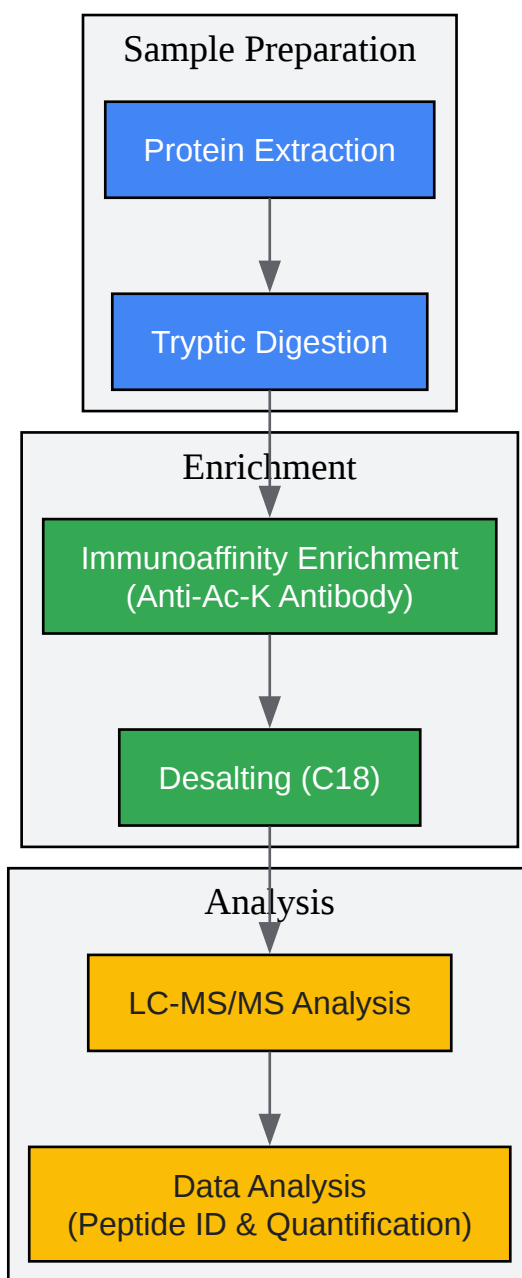 Sample Preparation
Protein Extraction
Tryptic Digestion
Enrichment
Immunoaffinity Enrichment
(Anti-Ac-K Antibody)
Desalting (C18)
Analysis
LC-MS/MS Analysis
Data Analysis
(Peptide ID & Quantification)